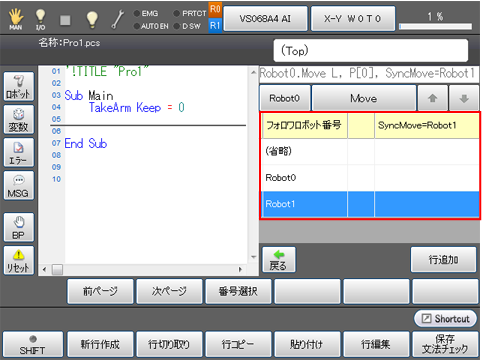 MAN
I/O
EMG
PRTCT
AUTO EN
D SW
R0
R1
VS068A4 AI
X-Y W0T0
1 %
名称:Pro1.pcs
(Top)
ロボット
変数
エラー
MSG
BP
リセット
01 '!TITLE "Pro1"
02
03 Sub Main
04 TakeArm Keep = 0
05
06
07 End Sub
08
09
10
Robot0.Move L, P[0], SyncMove=Robot1
Robot0
Move
フォロワロボット番号
SyncMove=Robot1
(省略)
Robot0
Robot1
戻る
行追加
前ページ
次ページ
番号選択
Shortcut
SHIFT
新行作成
行切り取り
行コピー
貼り付け
行編集
保存
文法チェック